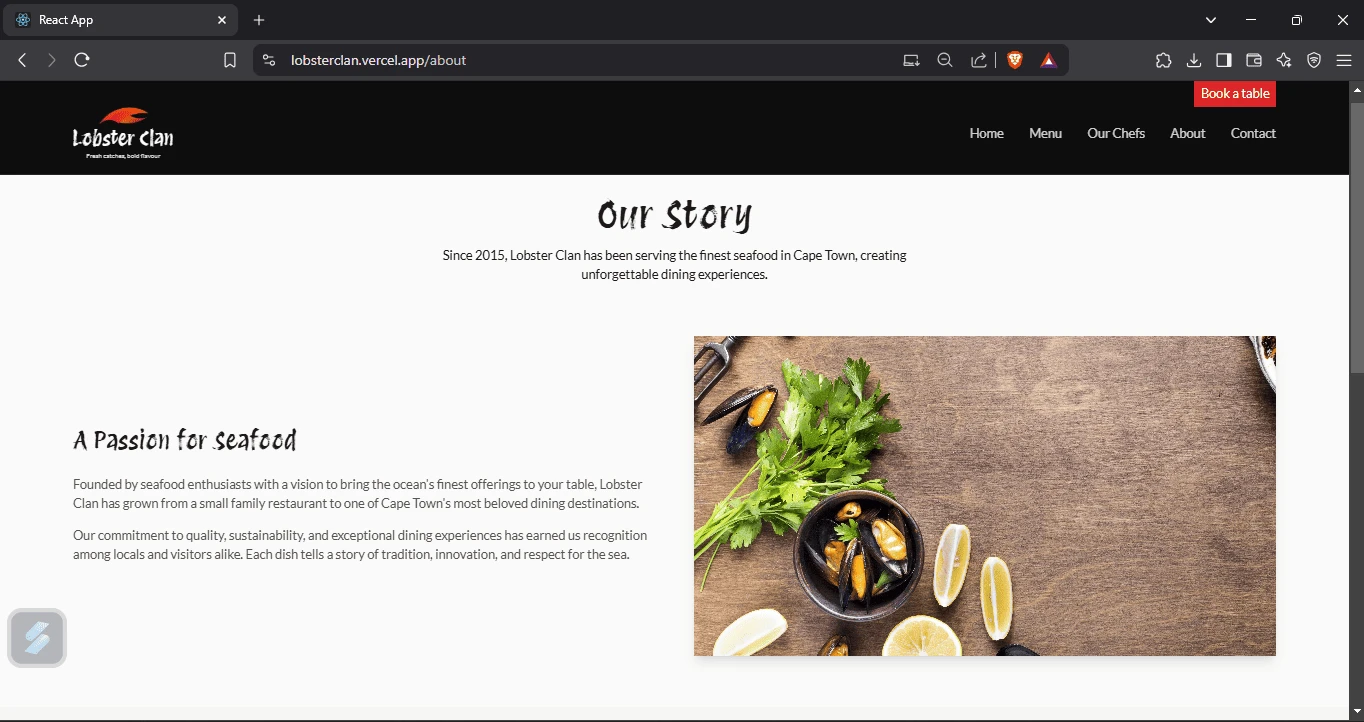 React App
lobsterclan.vercel.app/about
Book a table
Lobster Clan
Fresh catches, bold flavour
Home Menu Our Chefs About Contact
Our Story
Since 2015, Lobster Clan has been serving the finest seafood in Cape Town, creating
unforgettable dining experiences.
A Passion for Seafood
Founded by seafood enthusiasts with a vision to bring the ocean's finest offerings to your table, Lobster
Clan has grown from a small family restaurant to one of Cape Town's most beloved dining destinations.
Our commitment to quality, sustainability, and exceptional dining experiences has earned us recognition
among locals and visitors alike. Each dish tells a story of tradition, innovation, and respect for the sea.